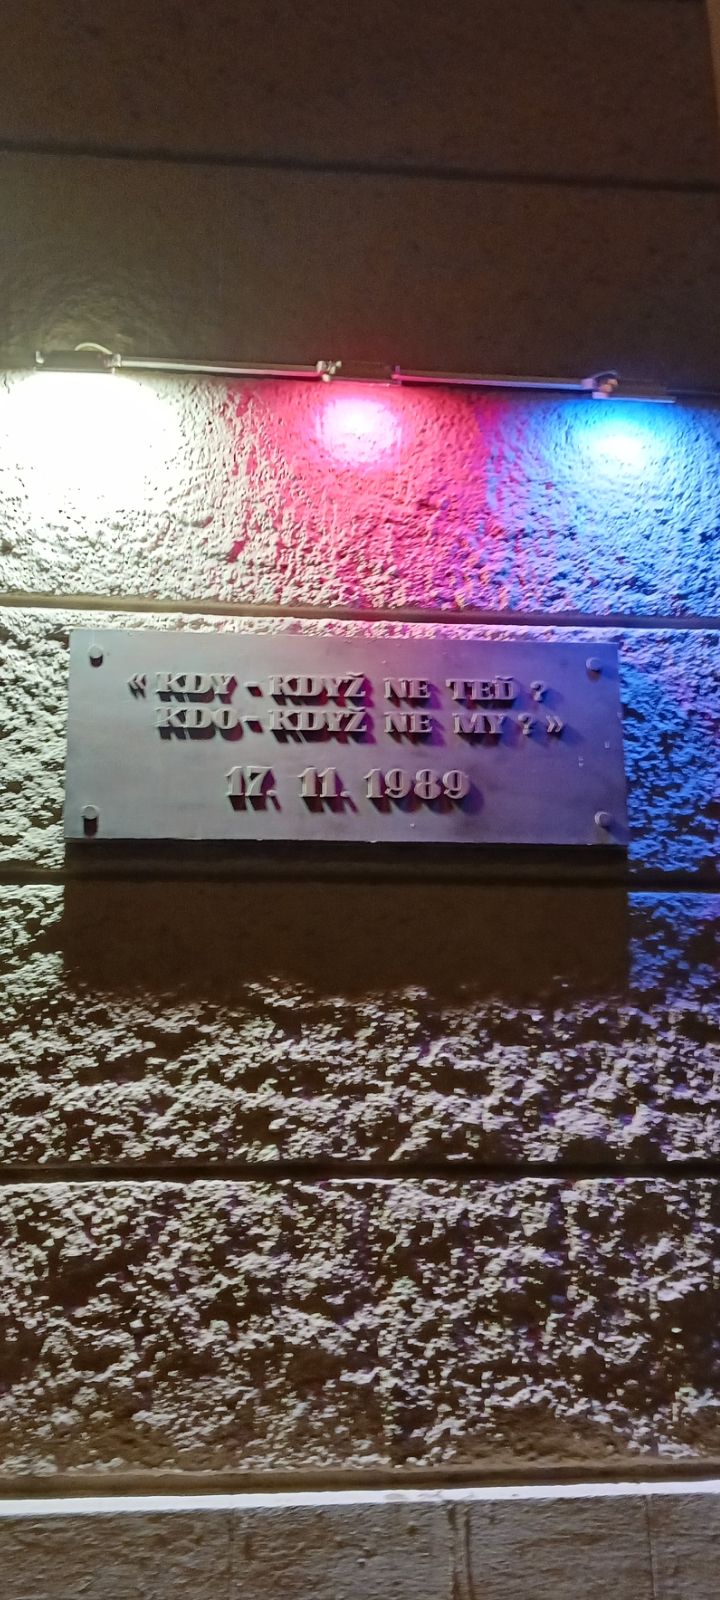 « KDY - KDYŽ NE TEĎ ?
KDO - KDYŽ NE MY ? »
17. 11. 1989